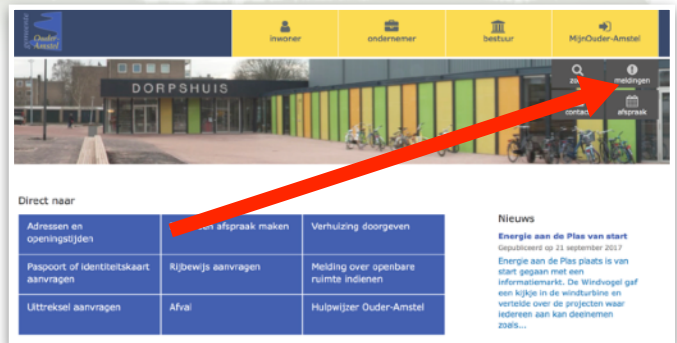 gemeente
Ouder-
Amstel
inwoner
ondernemer
bestuur
MijnOuder-Amstel
DORPSHUIS
meldingen
contact
afspraak
Direct naar
Adressen en
openingstijden
afspraak maken
Verhuizing doorgeven
Paspoort of identiteitskaart
aanvragen
Rijbewijs aanvragen
Melding over openbare
ruimte indienen
Uittreksel aanvragen
Afval
Hulpwijzer Ouder-Amstel
Nieuws
Energie aan de Plas van start
Gepubliceerd op 21 september 2017
Energie aan de Plas plaats is van
start gegaan met een
informatiemarkt. De Windvogel gaf
een kijkje in de windturbine en
vertelde over de projecten waar
iedereen aan kan deelnemen
zoals...